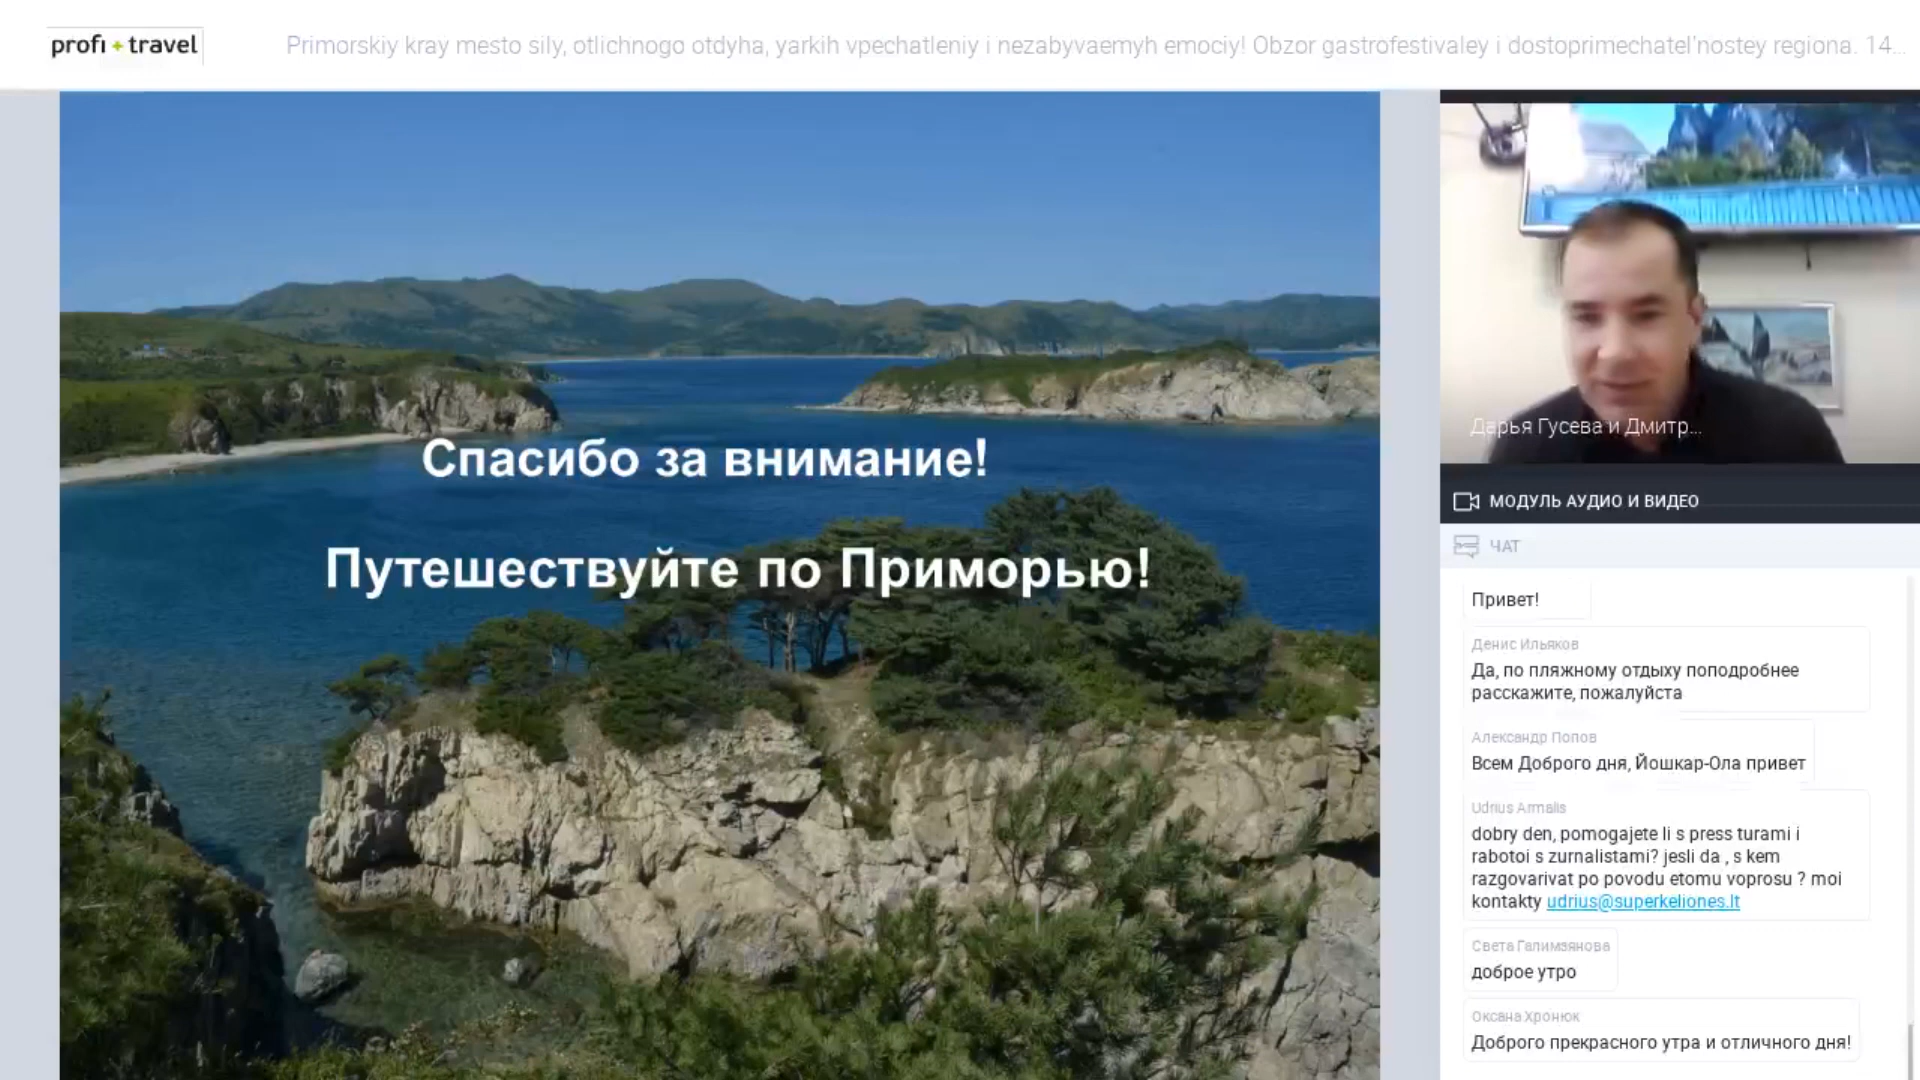 profi travel
Primorskiy kray mesto sily, otlichnogo otdyha, yarkih vpechatleniy i nezabyvaemyh emociy! Obzor gastrofestivaley i dostoprimechatel'nostey regiona. 14...
Спасибо за внимание!
Путешествуйте по Приморью!
Дарья Гусева и Дмитр...
МОДУЛЬ АУДИО И ВИДЕО
ЧАТ
Привет!
Денис Ильяков
Да, по пляжному отдыху поподробнее
расскажите, пожалуйста
Александр Попов
Всем Доброго дня, Йошкар-Ола привет
Udrius Armalis
dobry den, pomogajete li s press turami i
rabotoi s zurnalistami? jesli da , s kem
razgovarivat po povodu etomu voprosu ? moi
kontakty udrius@superkeliones.lt
Света Галимзянова
доброе утро
Оксана Хронюк
Доброго прекрасного утра и отличного дня!